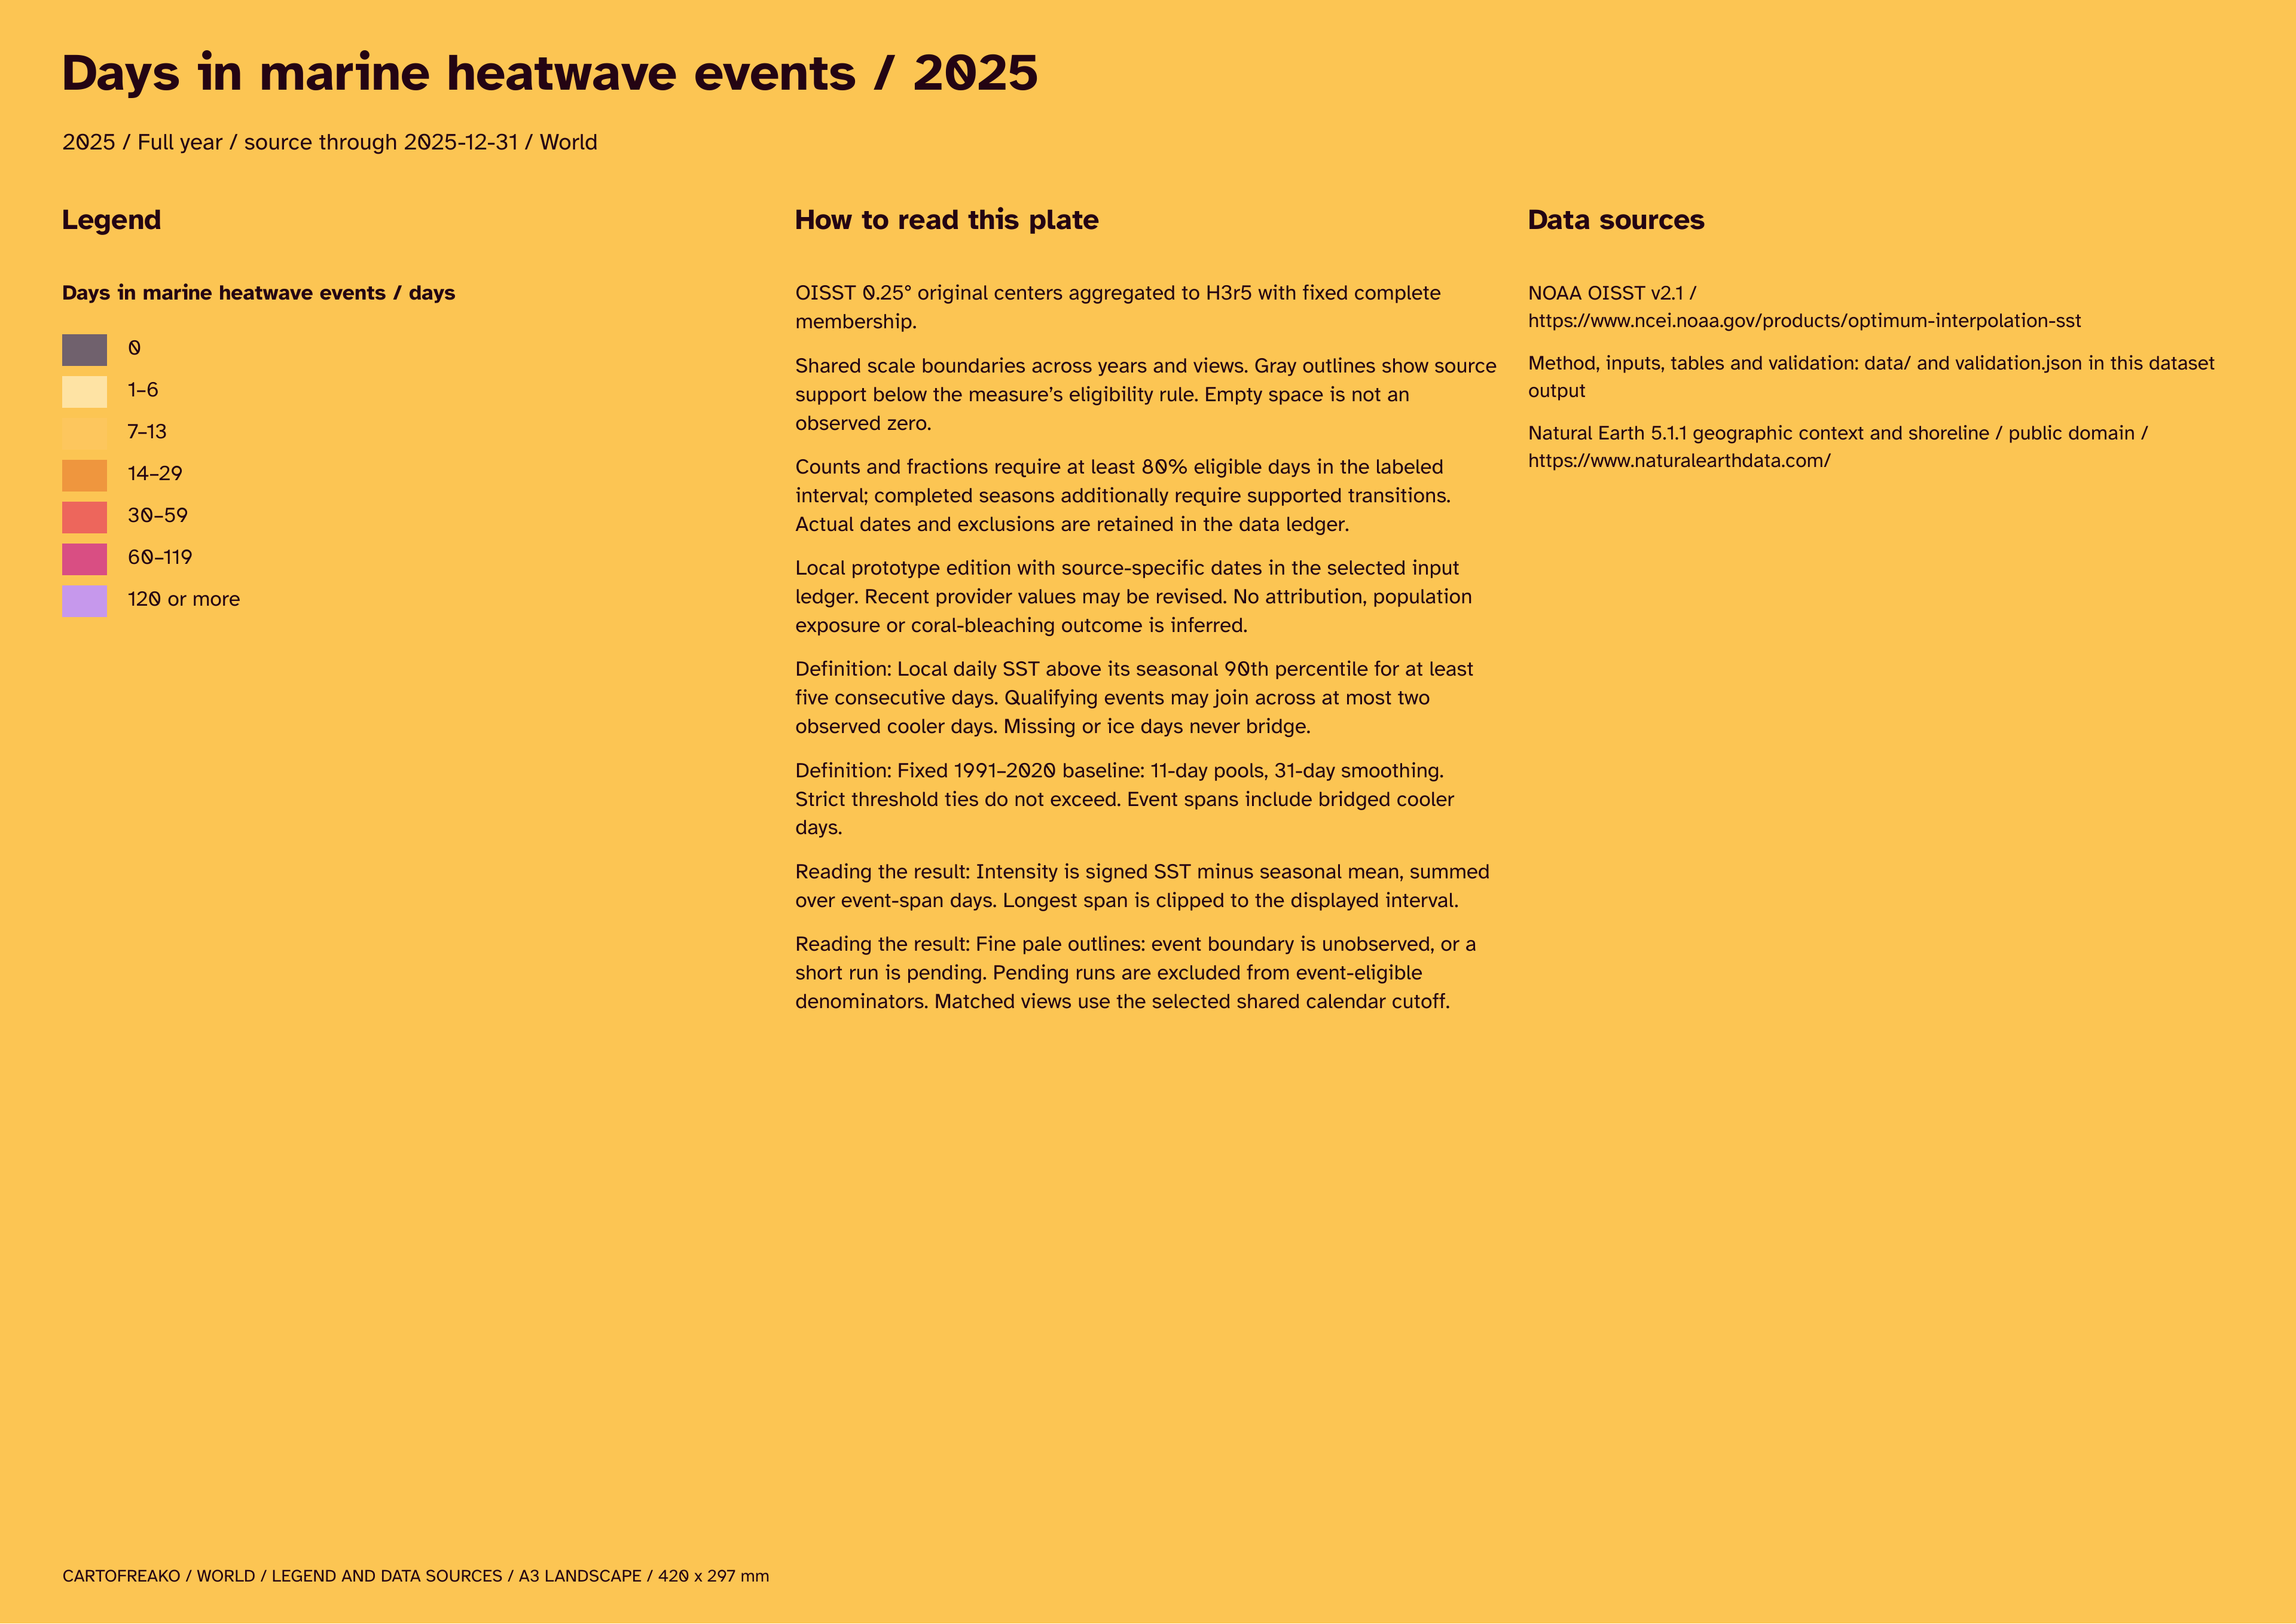 Days in marine heatwave events / 2025
2025 / Full year / source through 2025-12-31 / World
Legend
Days in marine heatwave events / days
0
1–6
7–13
14–29
30–59
60–119
120 or more
How to read this plate
OISST 0.25° original centers aggregated to H3r5 with fixed complete
membership.
Shared scale boundaries across years and views. Gray outlines show source
support below the measure’s eligibility rule. Empty space is not an
observed zero.
Counts and fractions require at least 80% eligible days in the labeled
interval; completed seasons additionally require supported transitions.
Actual dates and exclusions are retained in the data ledger.
Local prototype edition with source-specific dates in the selected input
ledger. Recent provider values may be revised. No attribution, population
exposure or coral-bleaching outcome is inferred.
Definition: Local daily SST above its seasonal 90th percentile for at least
five consecutive days. Qualifying events may join across at most two
observed cooler days. Missing or ice days never bridge.
Definition: Fixed 1991–2020 baseline: 11-day pools, 31-day smoothing.
Strict threshold ties do not exceed. Event spans include bridged cooler
days.
Reading the result: Intensity is signed SST minus seasonal mean, summed
over event-span days. Longest span is clipped to the displayed interval.
Reading the result: Fine pale outlines: event boundary is unobserved, or a
short run is pending. Pending runs are excluded from event-eligible
denominators. Matched views use the selected shared calendar cutoff.
Data sources
NOAA OISST v2.1 /
https://www.ncei.noaa.gov/products/optimum-interpolation-sst
Method, inputs, tables and validation: data/ and validation.json in this dataset
output
Natural Earth 5.1.1 geographic context and shoreline / public domain /
https://www.naturalearthdata.com/
CARTOFREAKO / WORLD / LEGEND AND DATA SOURCES / A3 LANDSCAPE / 420 x 297 mm